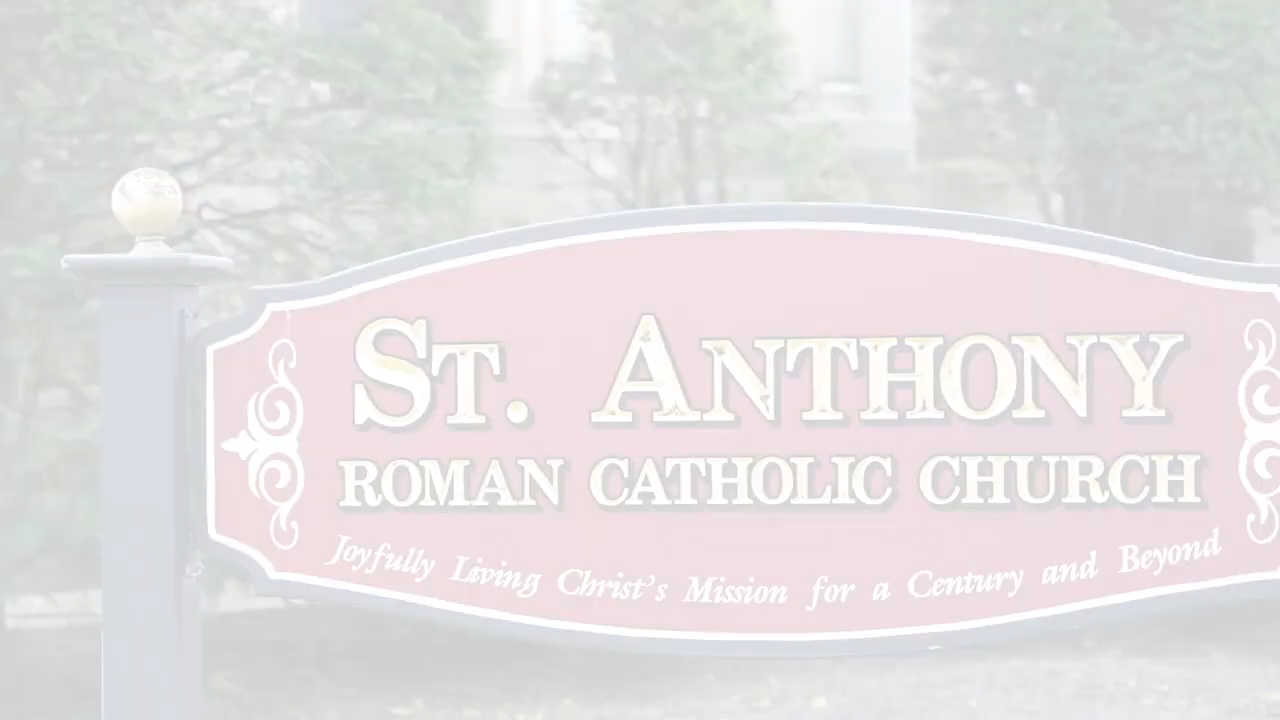 ST. ANTHONY
ROMAN CATHOLIC CHURCH
Joyfully Living Christ's Mission for a Century and Beyond